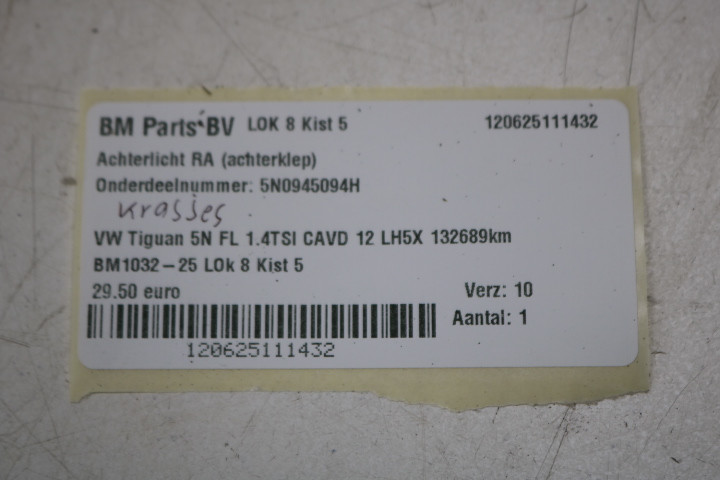 BM Parts BV LOK 8 Kist 5 120625111432
Achterlicht RA (achterklep)
Onderdeelnummer: 5N0945094H
Krasjes
VW Tiguan 5N FL 1.4TSI CAVD 12 LH5X 132689km
BM1032-25 LOk 8 Kist 5
29.50 euro Verz: 10
Aantal: 1
120625111432